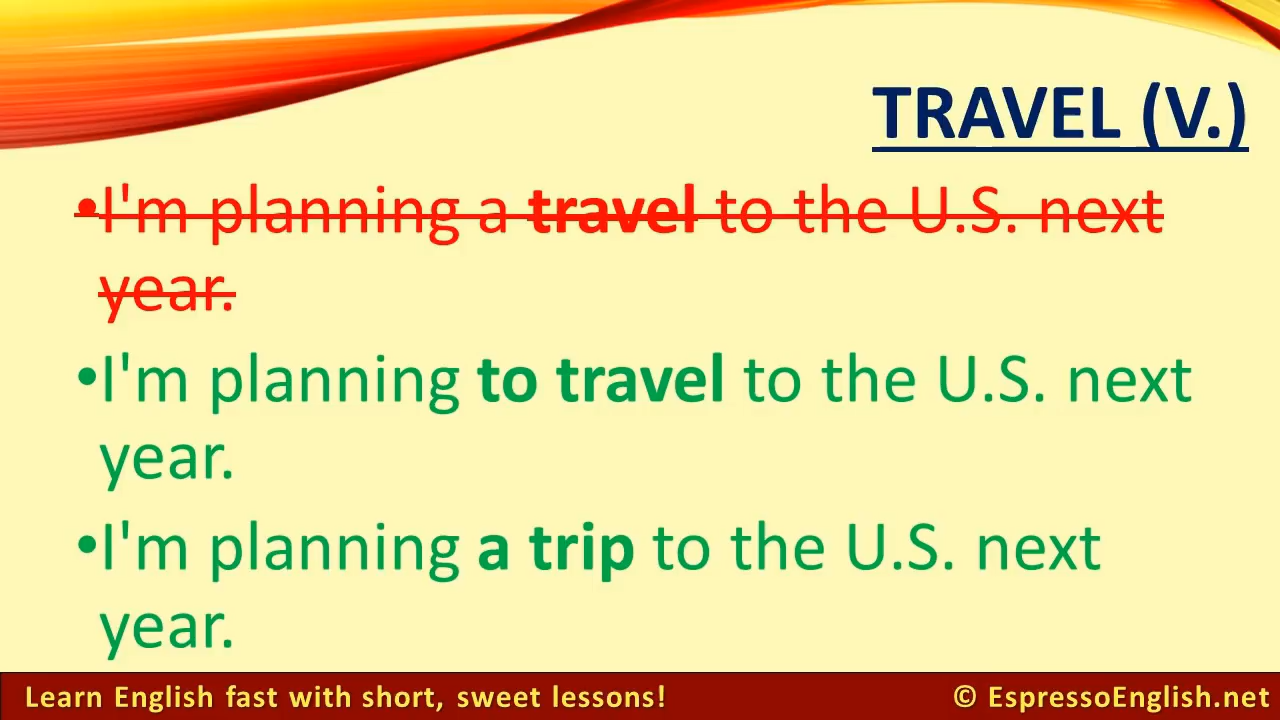 TRAVEL (V.)
•I'm planning a travel to the U.S. next
year.
•I'm planning to travel to the U.S. next
year.
•I'm planning a trip to the U.S. next
year.
Learn English fast with short, sweet lessons!
© EspressoEnglish.net